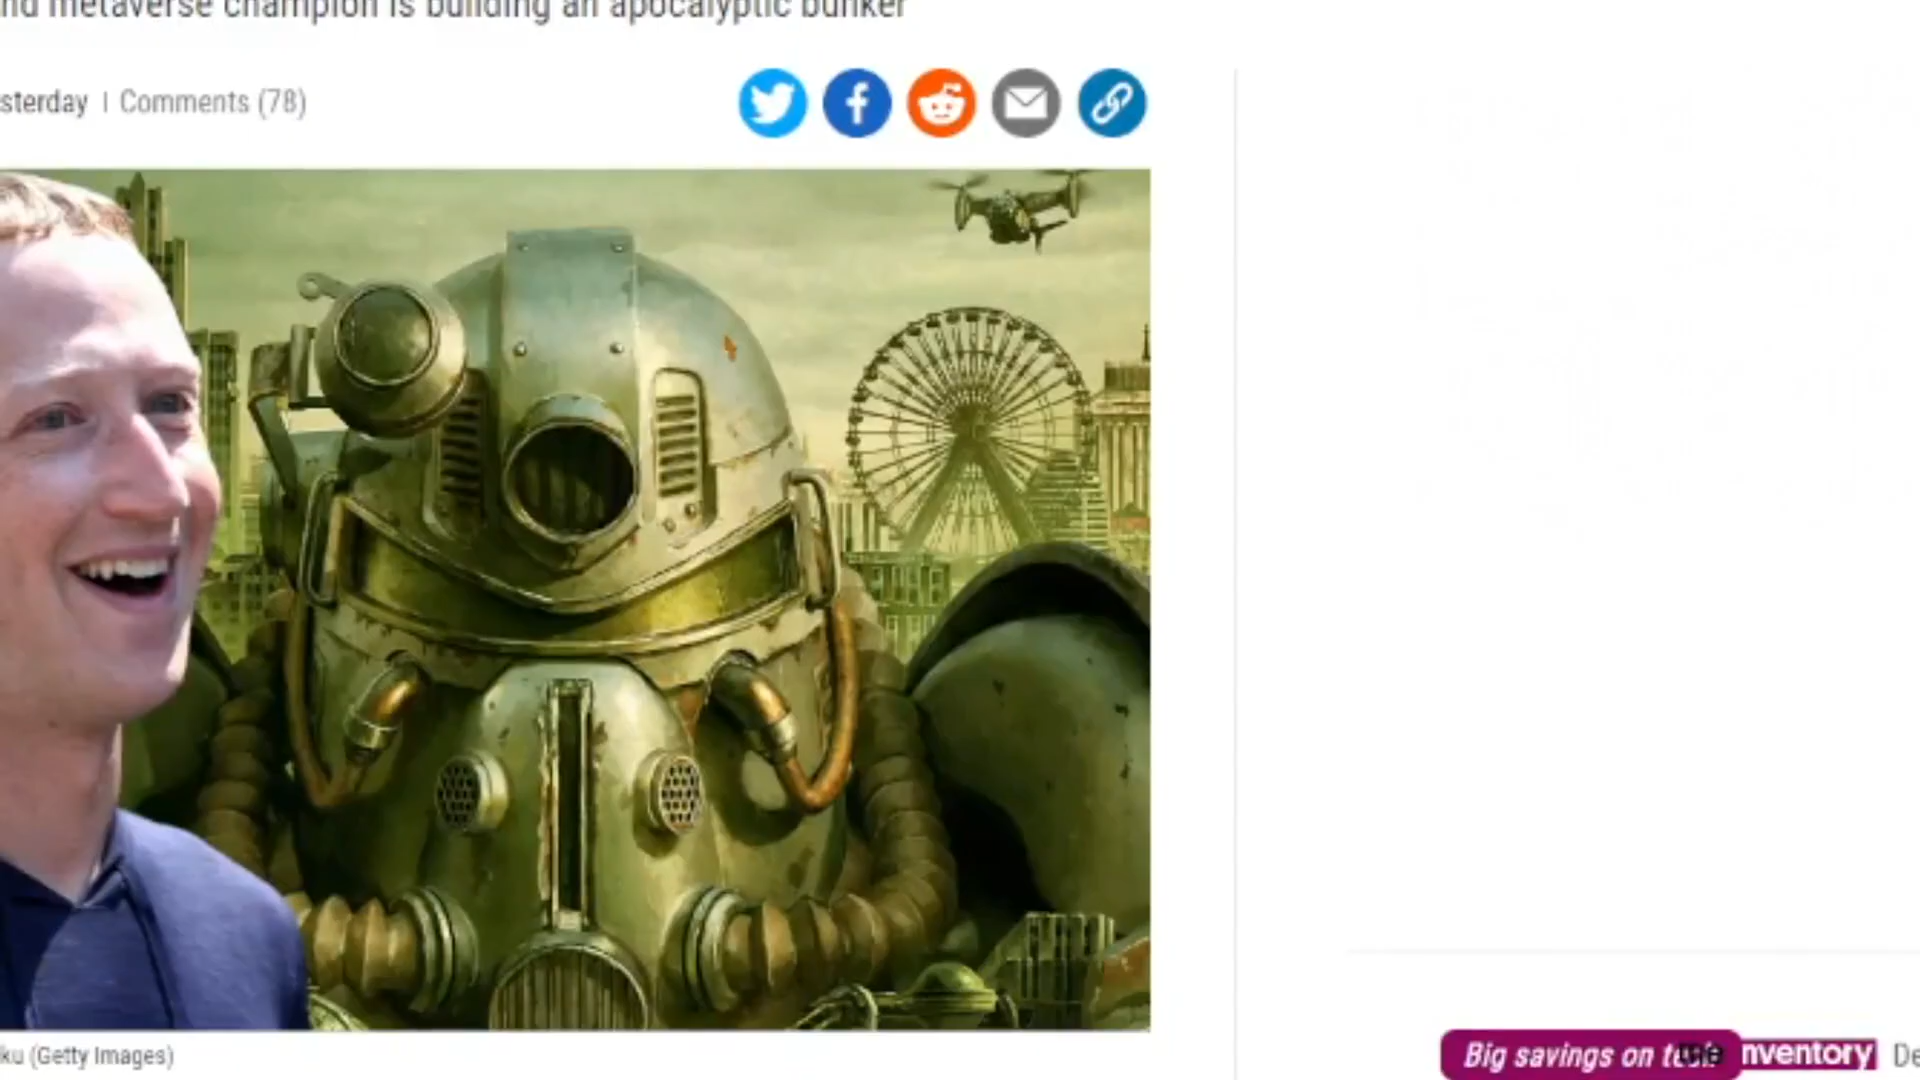 nd metaverse champion is building an apocalyptic bunker
sterday | Comments (78)
ku (Getty Images)
Big savings on
nventory
De